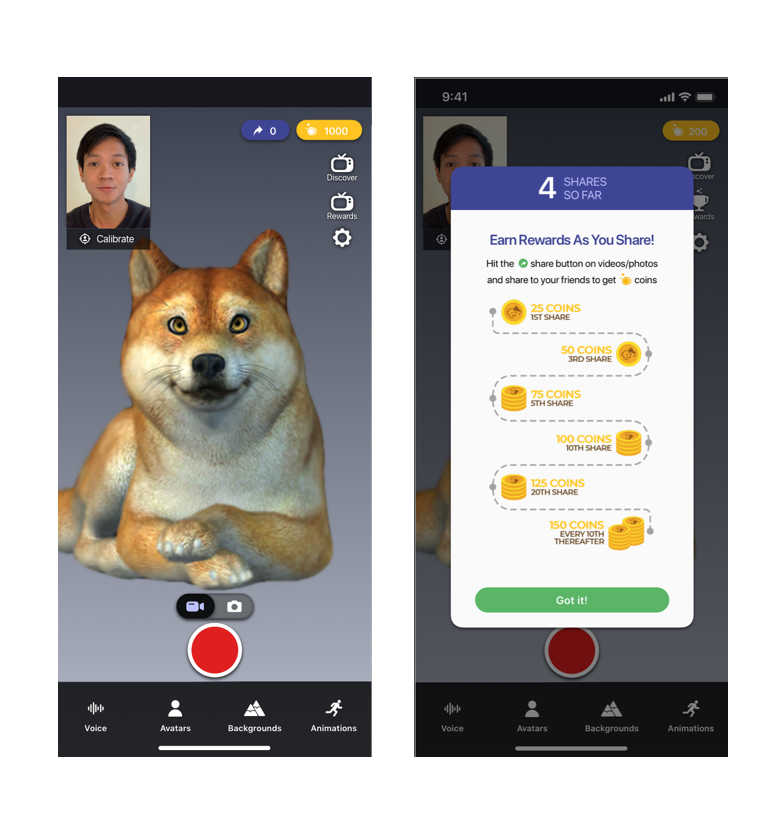 0
1000
Discover
Rewards
Calibrate
Voice
Avatars
Backgrounds
Animations
9:41
200
4 SHARES
SO FAR
Earn Rewards As You Share!
Hit the share button on videos/photos
and share to your friends to get coins
25 COINS
1ST SHARE
50 COINS
3RD SHARE
75 COINS
5TH SHARE
100 COINS
10TH SHARE
125 COINS
20TH SHARE
150 COINS
EVERY 10TH
THEREAFTER
Got it!
Voice
Avatars
Backgrounds
Animations